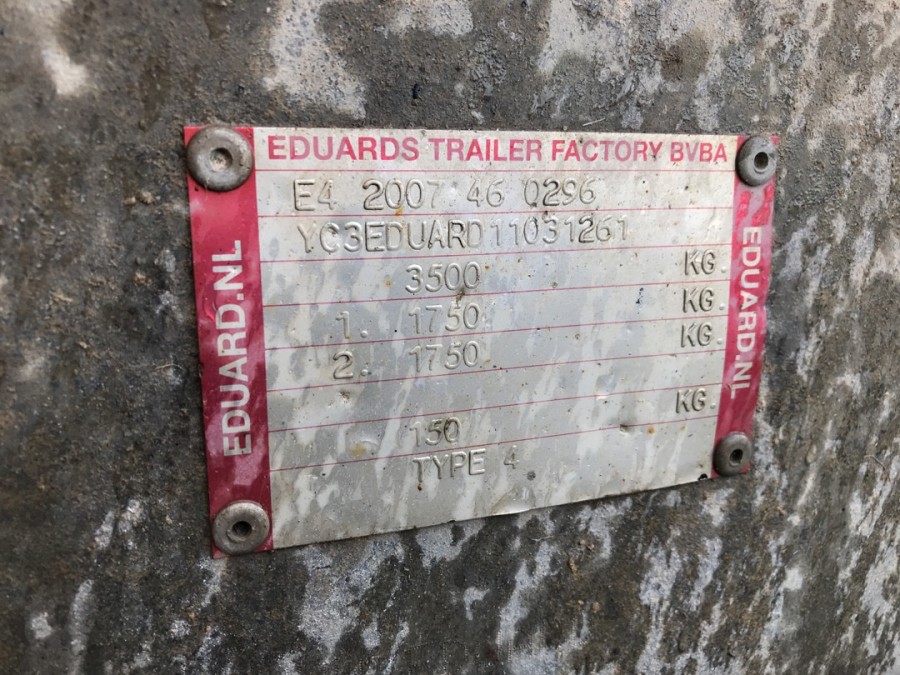 EDUARDS TRAILER FACTORY BVBA
E4 2007 46 0296
YC3EDUARD11031261
3500 KG.
1. 1750 KG.
2. 1750 KG.
150 KG.
TYPE 4
EDUARD.NL
EDUARD.NL